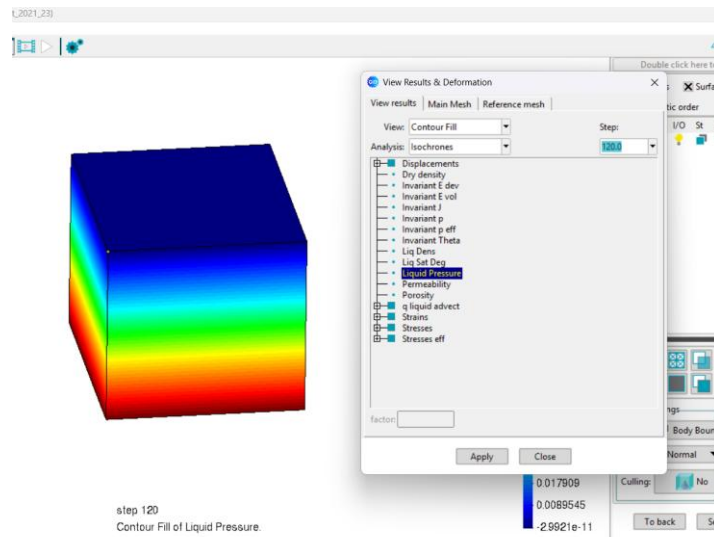 t_2021_23)
Double click here to
View Results & Deformation
View results Main Mesh Reference mesh
View: Contour Fill Step:
Analysis: Isochrones 120.0
Displacements
Dry density
Invariant E dev
Invariant E vol
Invariant J
Invariant p
Invariant p eff
Invariant Theta
Liq Dens
Liq Sat Deg
Liquid Pressure
Permeability
Porosity
q liquid advect
Strains
Stresses
Stresses eff
factor:
Apply Close
Surfa
tic order
I/O St
ngs
Body Boun
Normal
Culling: No
To back
0.017909
0.0089545
-2.9921e-11
step 120
Contour Fill of Liquid Pressure.